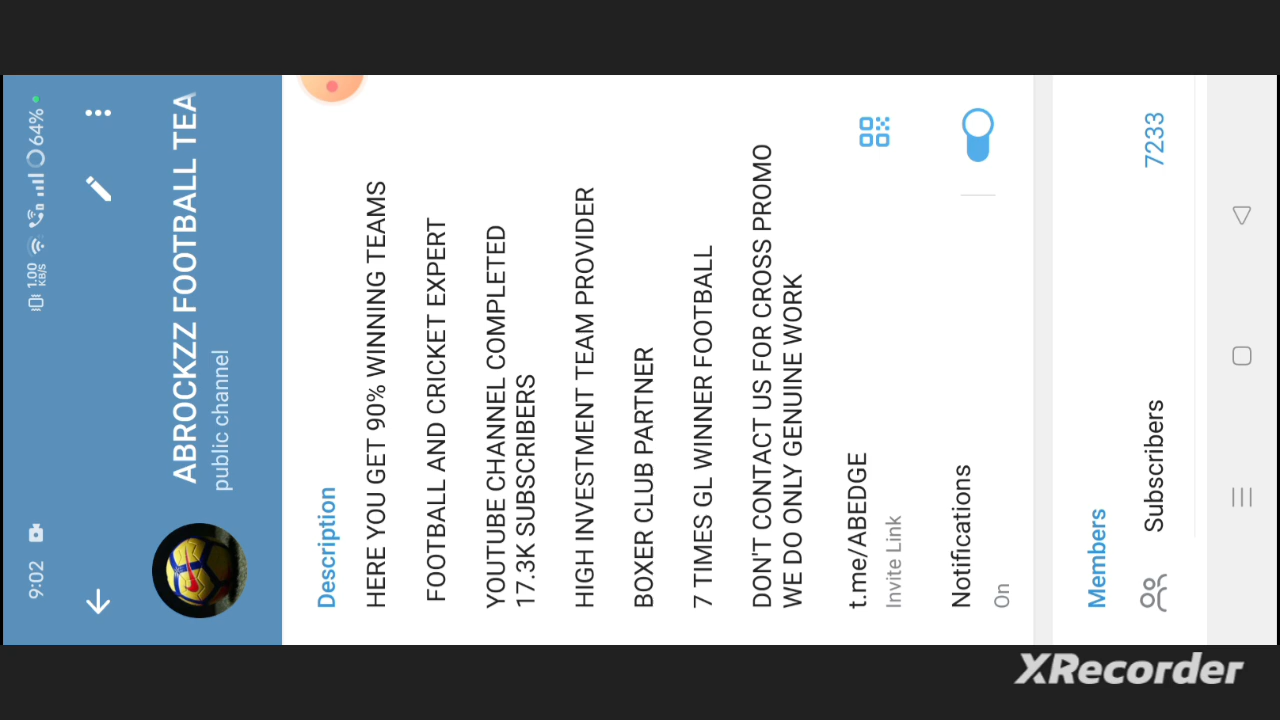 9:02
1.00
KB/S
64%
ABROCKZZ FOOTBALL TEA
public channel
Description
HERE YOU GET 90% WINNING TEAMS
FOOTBALL AND CRICKET EXPERT
YOUTUBE CHANNEL COMPLETED
17.3K SUBSCRIBERS
HIGH INVESTMENT TEAM PROVIDER
BOXER CLUB PARTNER
7 TIMES GL WINNER FOOTBALL
DON'T CONTACT US FOR CROSS PROMO
WE DO ONLY GENUINE WORK
t.me/ABEDGE
Invite Link
Notifications
On
Members
Subscribers 7233
XRecorder